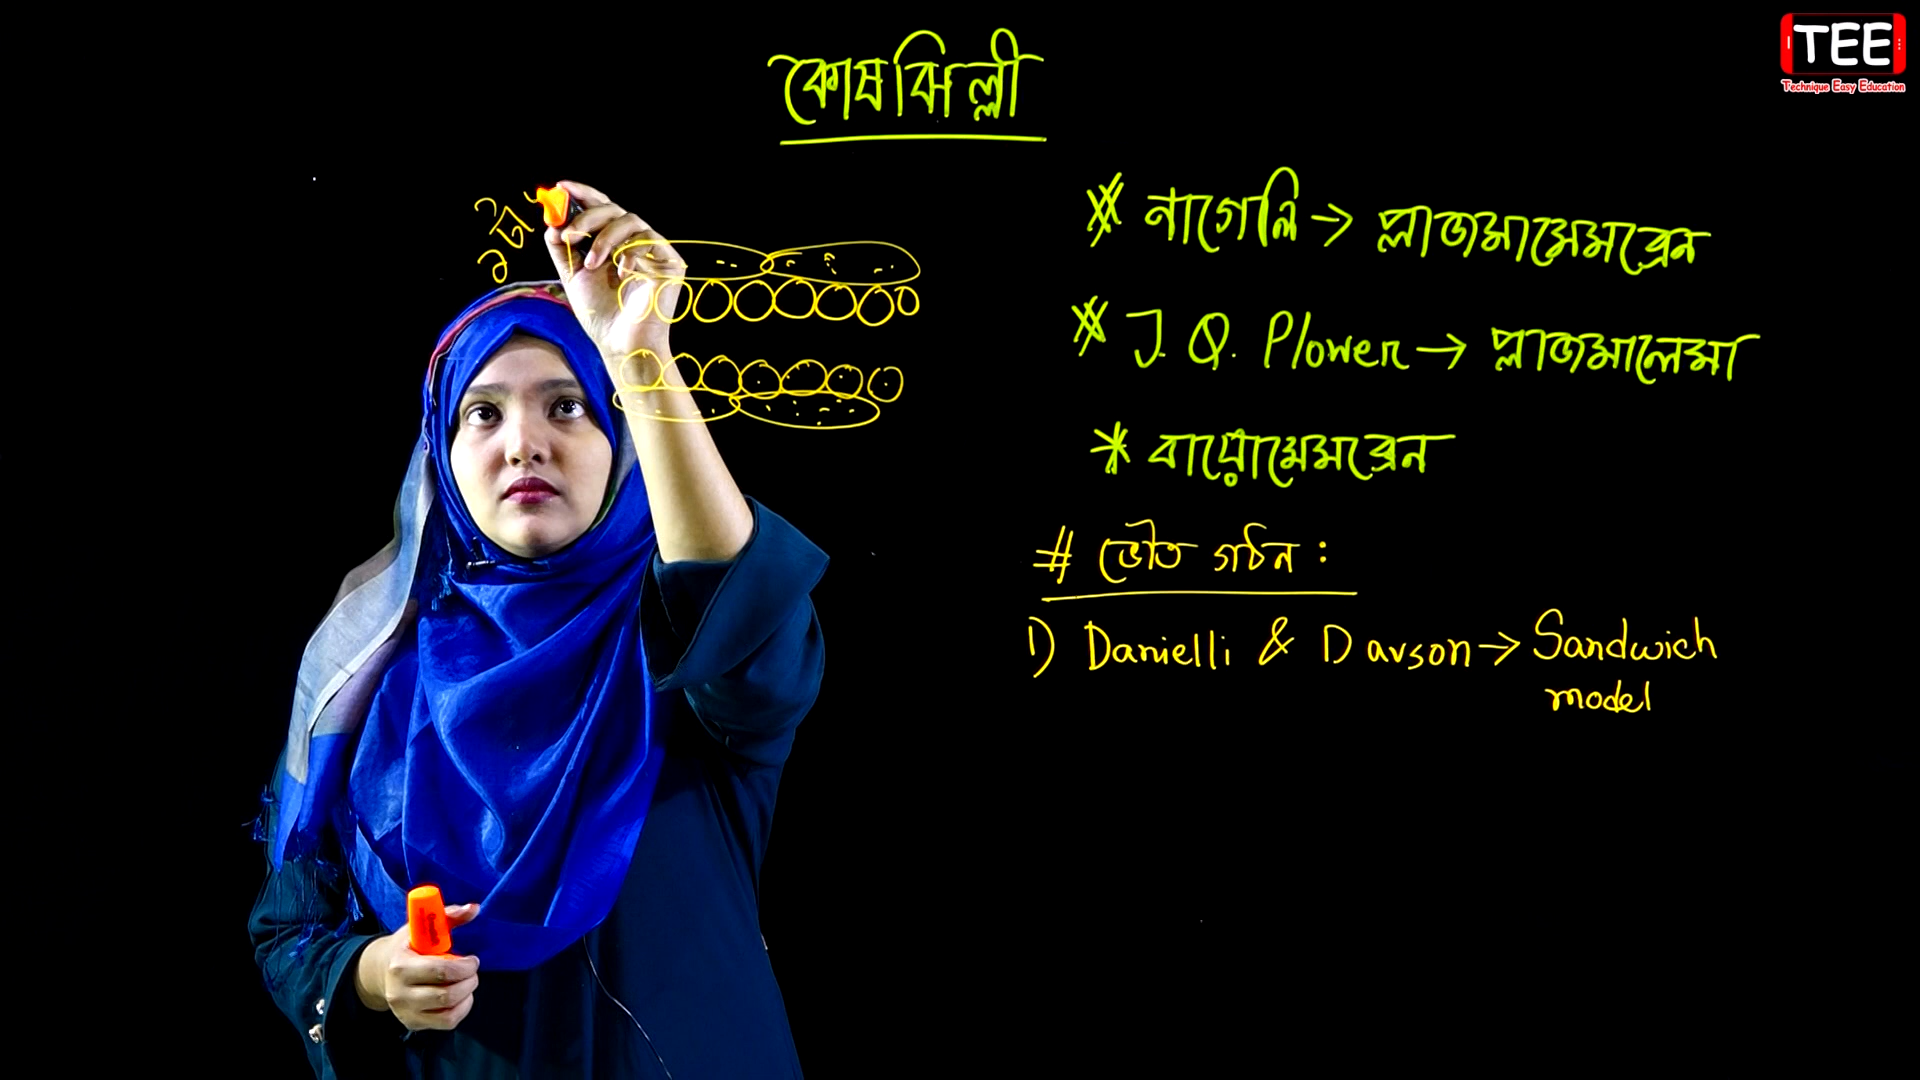 কোষঝিল্লী
TEE
Technique Easy Education
* নাগেলি → প্লাজমামেমব্রেন
* J. Q. Plower → প্লাজমালেমা
* বায়োমেমব্রেন
# ভৌত গঠন :
1) Danielli & Davson → Sandwich
model